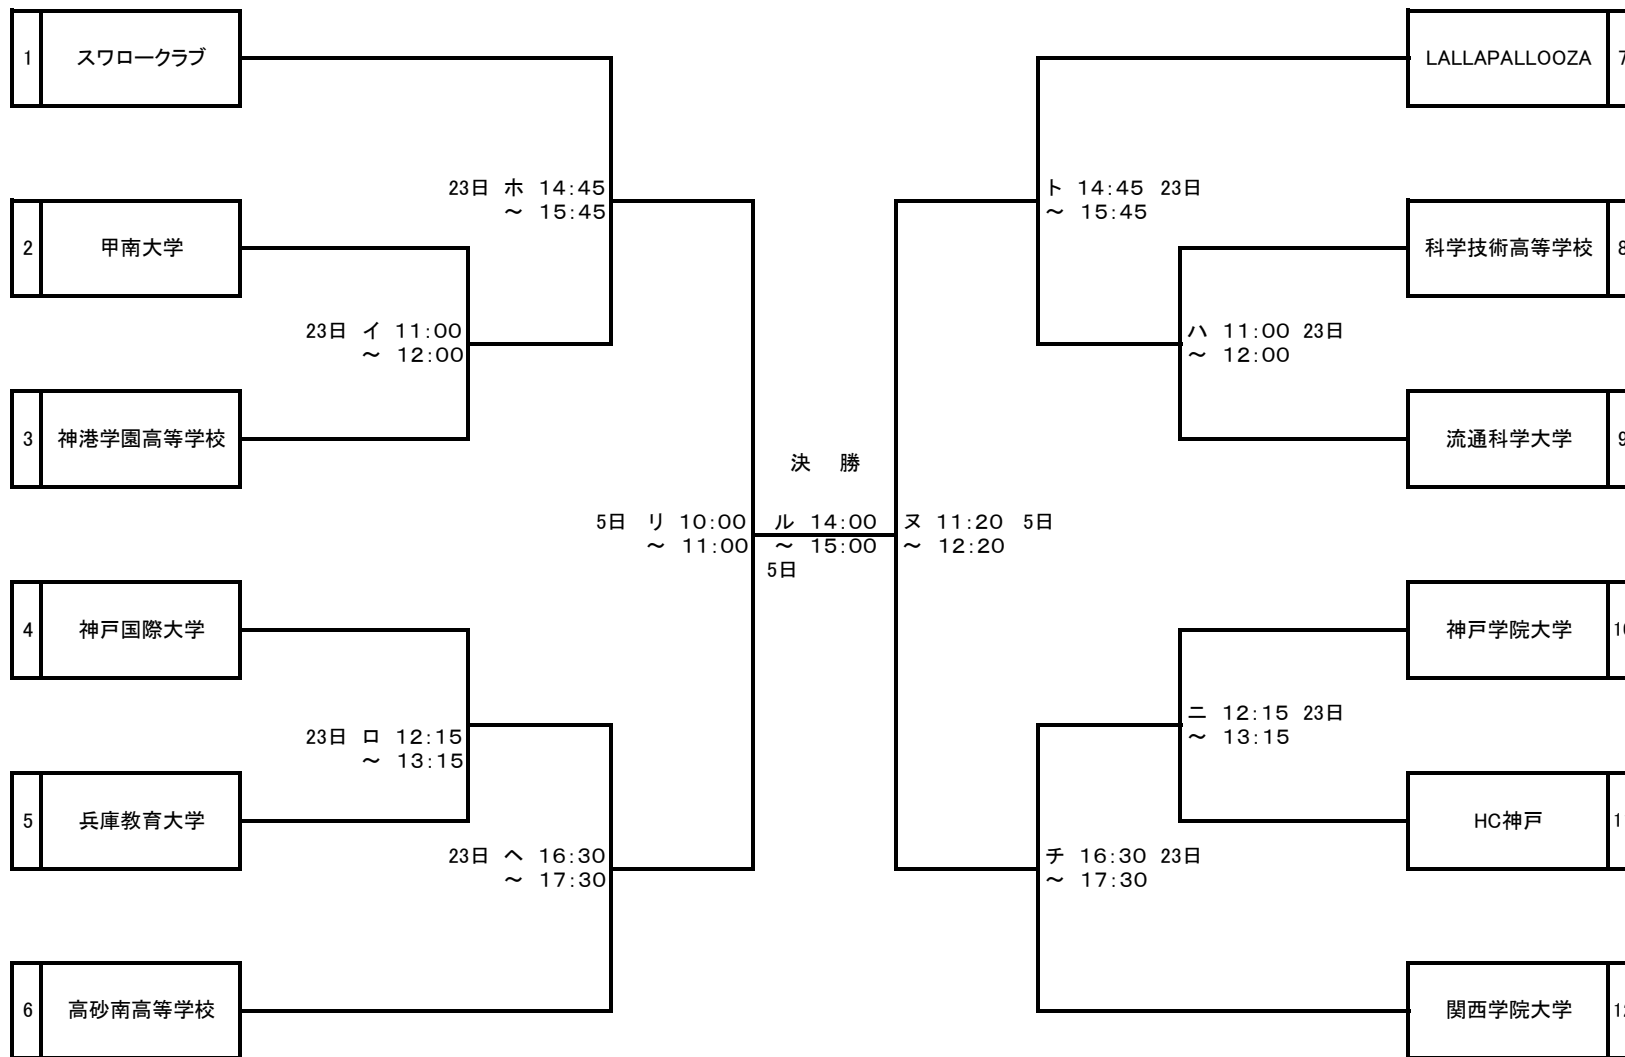 1 スワロークラブ
LALLAPALLOOZA 7
23日 ホ 14:45
～ 15:45
ト 14:45 23日
～ 15:45
2 甲南大学
科学技術高等学校 8
23日 イ 11:00
～ 12:00
ハ 11:00 23日
～ 12:00
3 神港学園高等学校
流通科学大学 9
決 勝
5日 リ 10:00
～ 11:00
ル 14:00
～ 15:00
5日
ヌ 11:20 5日
～ 12:20
4 神戸国際大学
神戸学院大学 10
23日 ロ 12:15
～ 13:15
ニ 12:15 23日
～ 13:15
5 兵庫教育大学
HC神戸 11
23日 ヘ 16:30
～ 17:30
チ 16:30 23日
～ 17:30
6 高砂南高等学校
関西学院大学 12